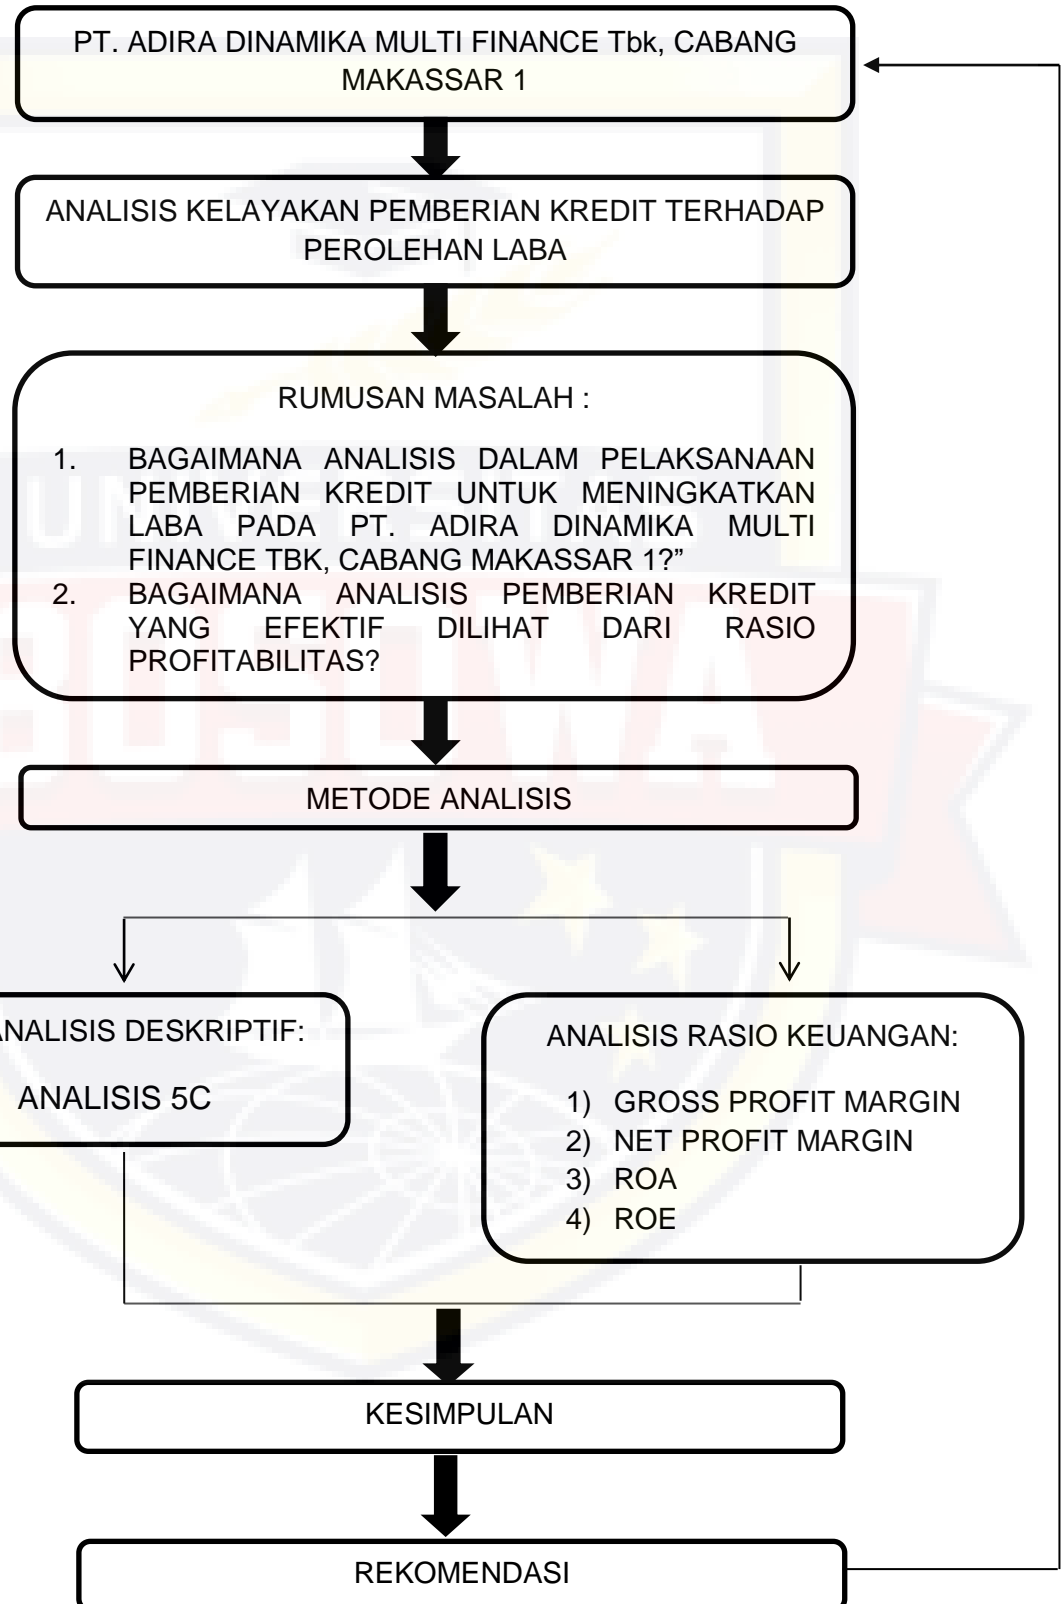 PT. ADIRA DINAMIKA MULTI FINANCE Tbk, CABANG
MAKASSAR 1
ANALISIS KELAYAKAN PEMBERIAN KREDIT TERHADAP
PEROLEHAN LABA
RUMUSAN MASALAH :
1. BAGAIMANA ANALISIS DALAM PELAKSANAAN
PEMBERIAN KREDIT UNTUK MENINGKATKAN
LABA PADA PT. ADIRA DINAMIKA MULTI
FINANCE TBK, CABANG MAKASSAR 1?”
2. BAGAIMANA ANALISIS PEMBERIAN KREDIT
YANG EFEKTIF DILIHAT DARI RASIO
PROFITABILITAS?
METODE ANALISIS
ANALISIS DESKRIPTIF:
ANALISIS 5C
ANALISIS RASIO KEUANGAN:
1) GROSS PROFIT MARGIN
2) NET PROFIT MARGIN
3) ROA
4) ROE
KESIMPULAN
REKOMENDASI
UNIVERSITAS
BOSOWA